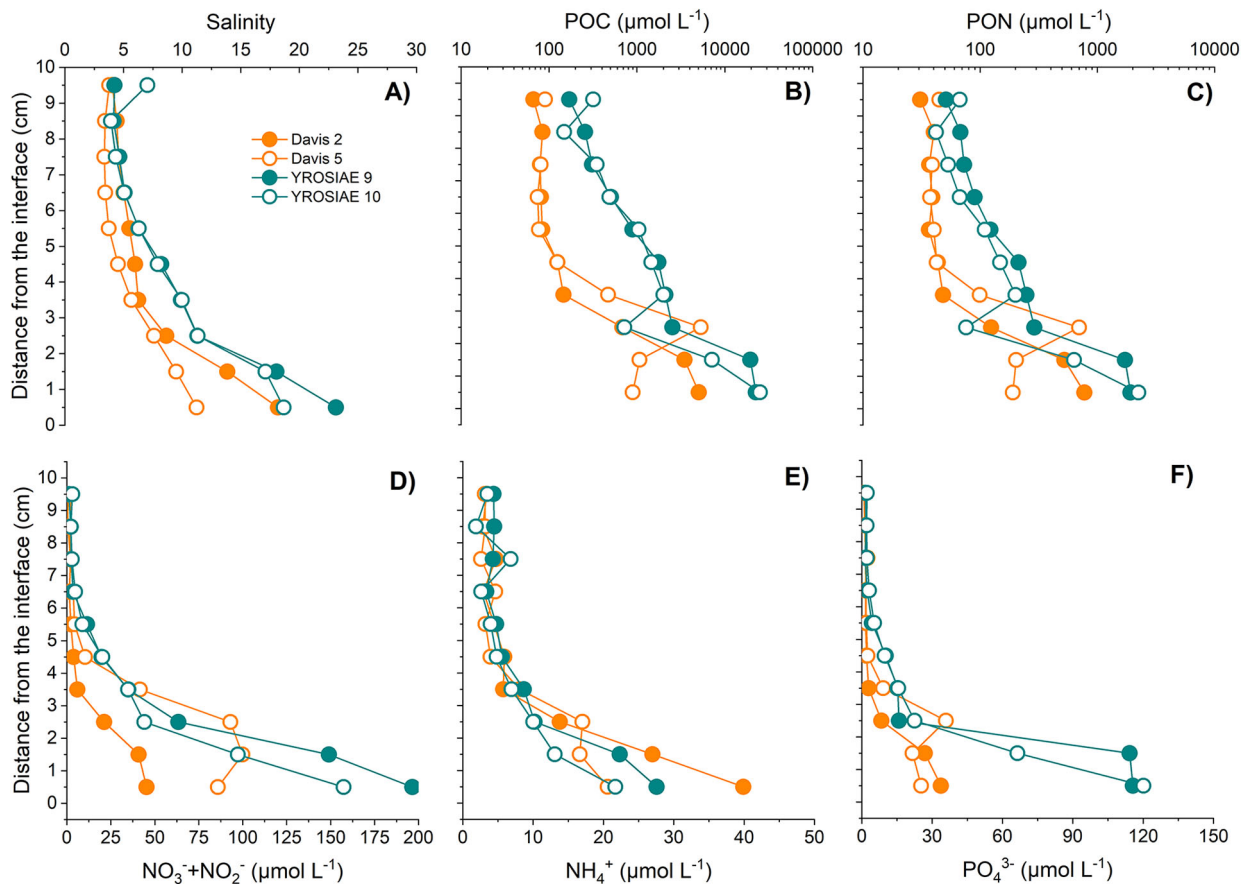 Salinity
0 5 10 15 20 25 30
POC (µmol L⁻¹)
10 100 1000 10000 100000
PON (µmol L⁻¹)
10 100 1000 10000
Distance from the interface (cm)
10
9
8
7
6
5
4
3
2
1
0
A)
B)
C)
Davis 2
Davis 5
YROSIAE 9
YROSIAE 10
Distance from the interface (cm)
10
9
8
7
6
5
4
3
2
1
0
D)
E)
F)
0 25 50 75 100 125 150 175 200
NO₃⁻+NO₂⁻ (µmol L⁻¹)
0 10 20 30 40 50
NH₄⁺ (µmol L⁻¹)
0 30 60 90 120 150
PO₄³⁻ (µmol L⁻¹)